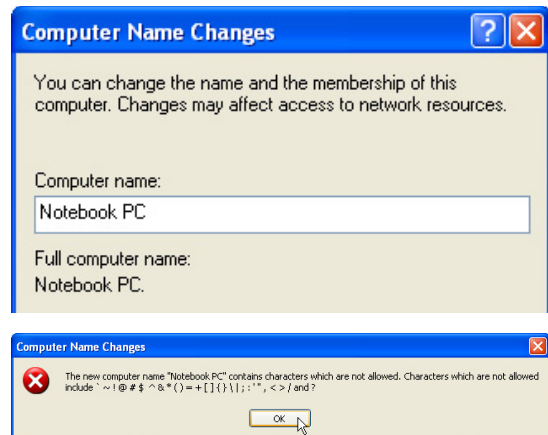 Computer Name Changes
You can change the name and the membership of this
computer. Changes may affect access to network resources.
Computer name:
Notebook PC
Full computer name:
Notebook PC.
Computer Name Changes
The new computer name "Notebook PC" contains characters which are not allowed. Characters which are not allowed
include ` ~ ! @ # $ ^ & * ( ) = + [ ] { } \ | ; : ' " , < > / and ?
OK